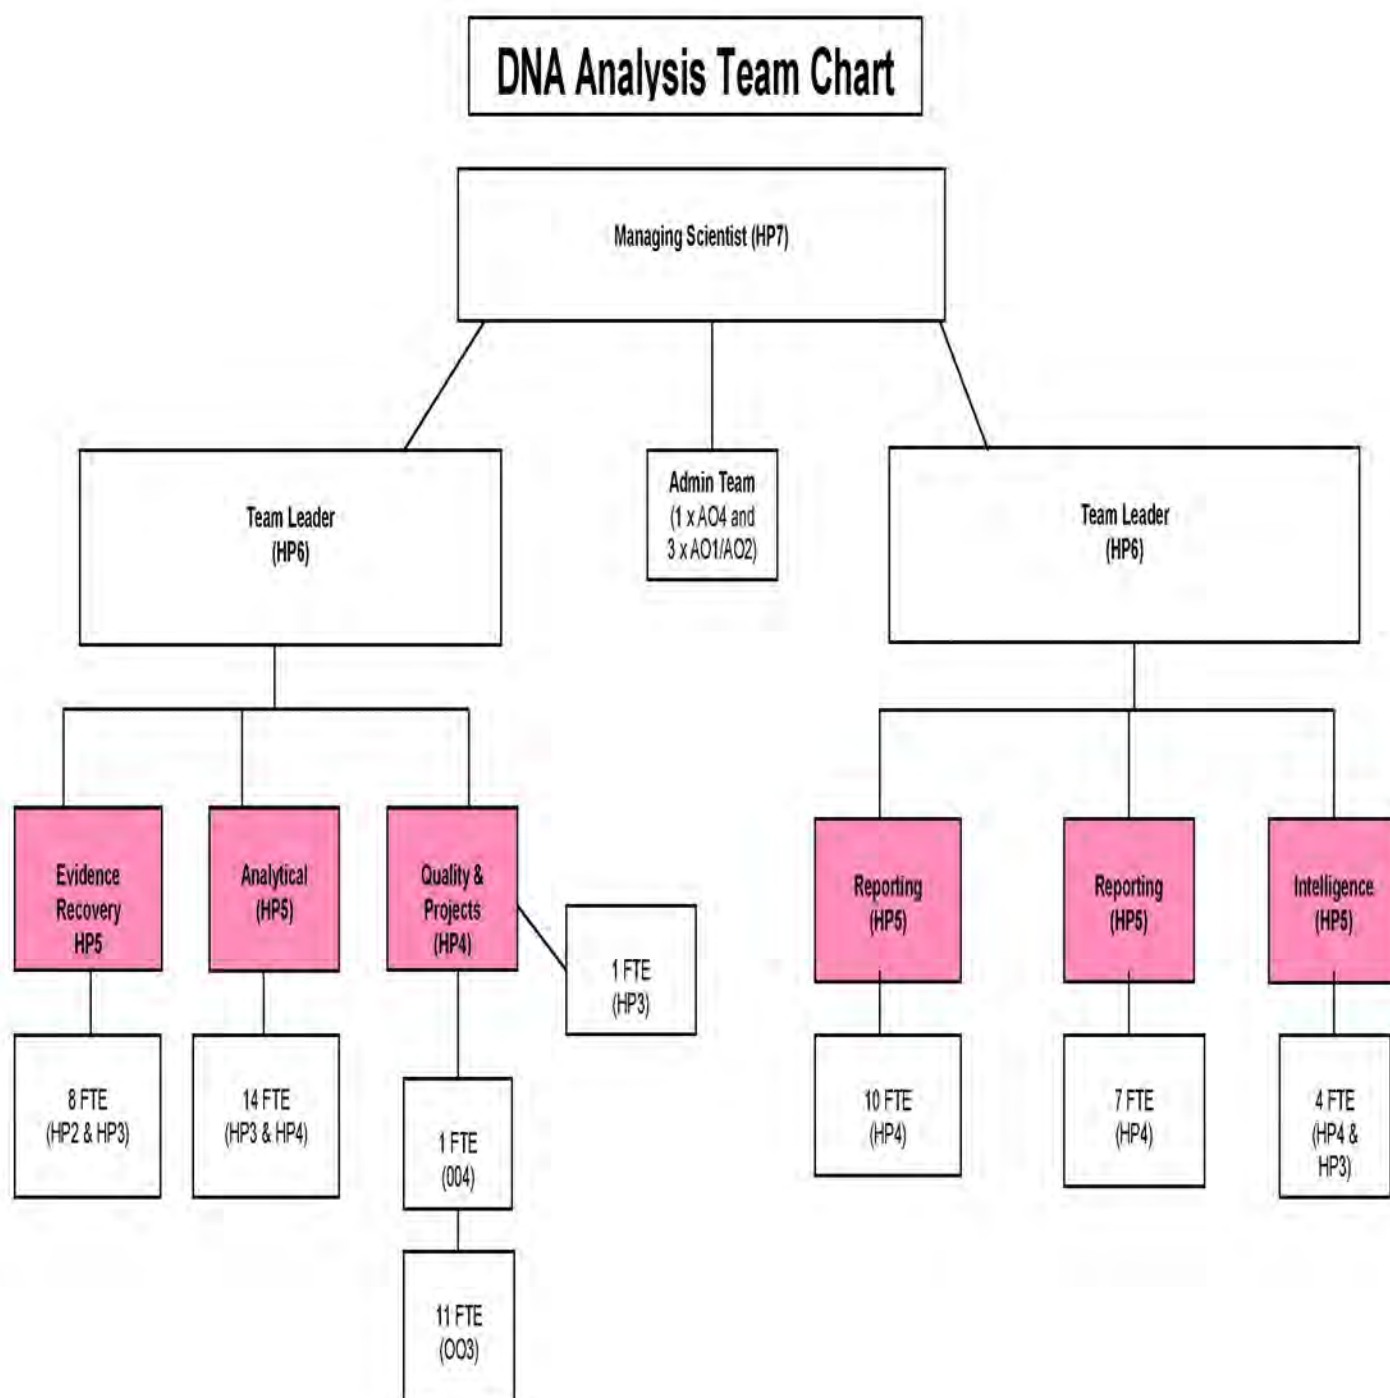 DNA Analysis Team Chart
Managing Scientist (HP7)
Team Leader
(HP6)
Admin Team
(1 x AO4 and
3 x AO1/AO2)
Team Leader
(HP6)
Evidence
Recovery
HP5
Analytical
(HP5)
Quality &
Projects
(HP4)
1 FTE
(HP3)
Reporting
(HP5)
Reporting
(HP5)
Intelligence
(HP5)
8 FTE
(HP2 & HP3)
14 FTE
(HP3 & HP4)
1 FTE
(004)
11 FTE
(OO3)
10 FTE
(HP4)
7 FTE
(HP4)
4 FTE
(HP4 &
HP3)